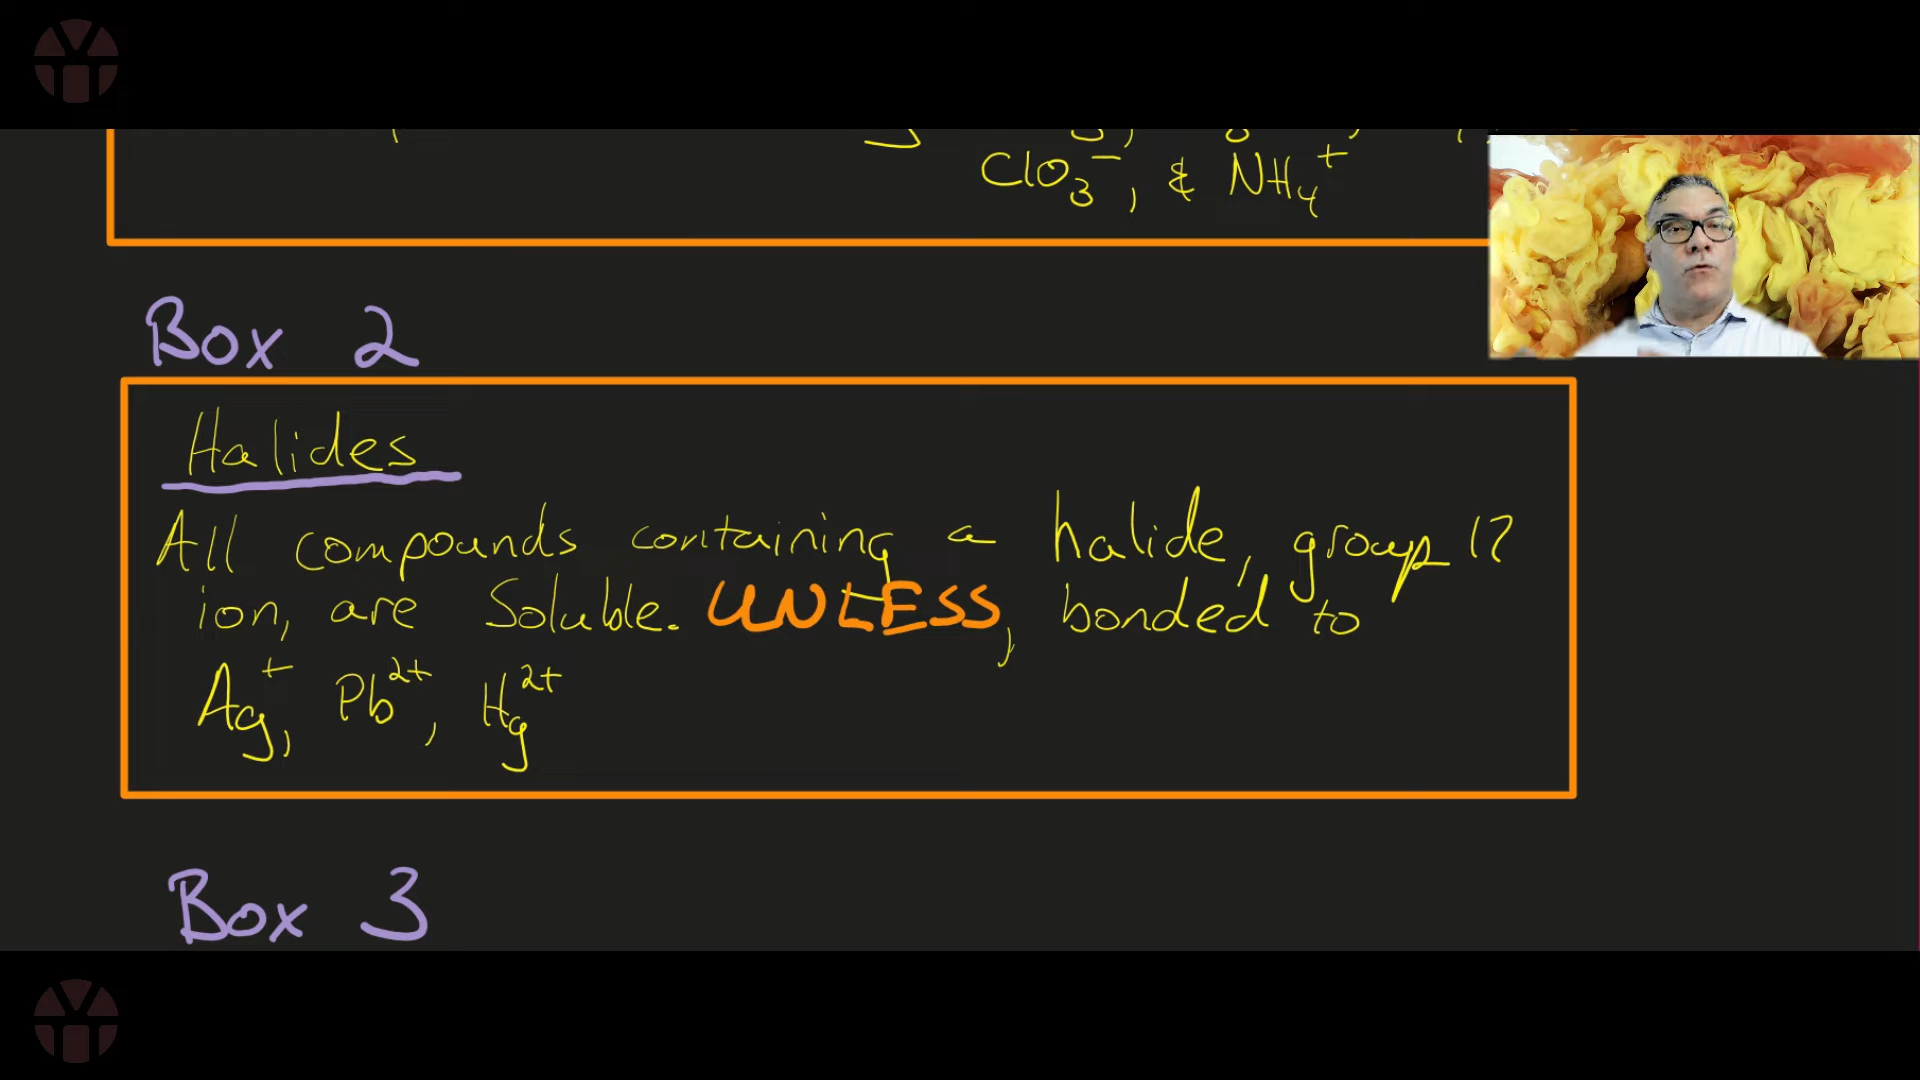 ClO₃⁻, & NH₄⁺
Box 2
Halides
All compounds containing a halide, group 17
ion, are Soluble. UNLESS, bonded to
Ag⁺, Pb²⁺, Hg²⁺
Box 3